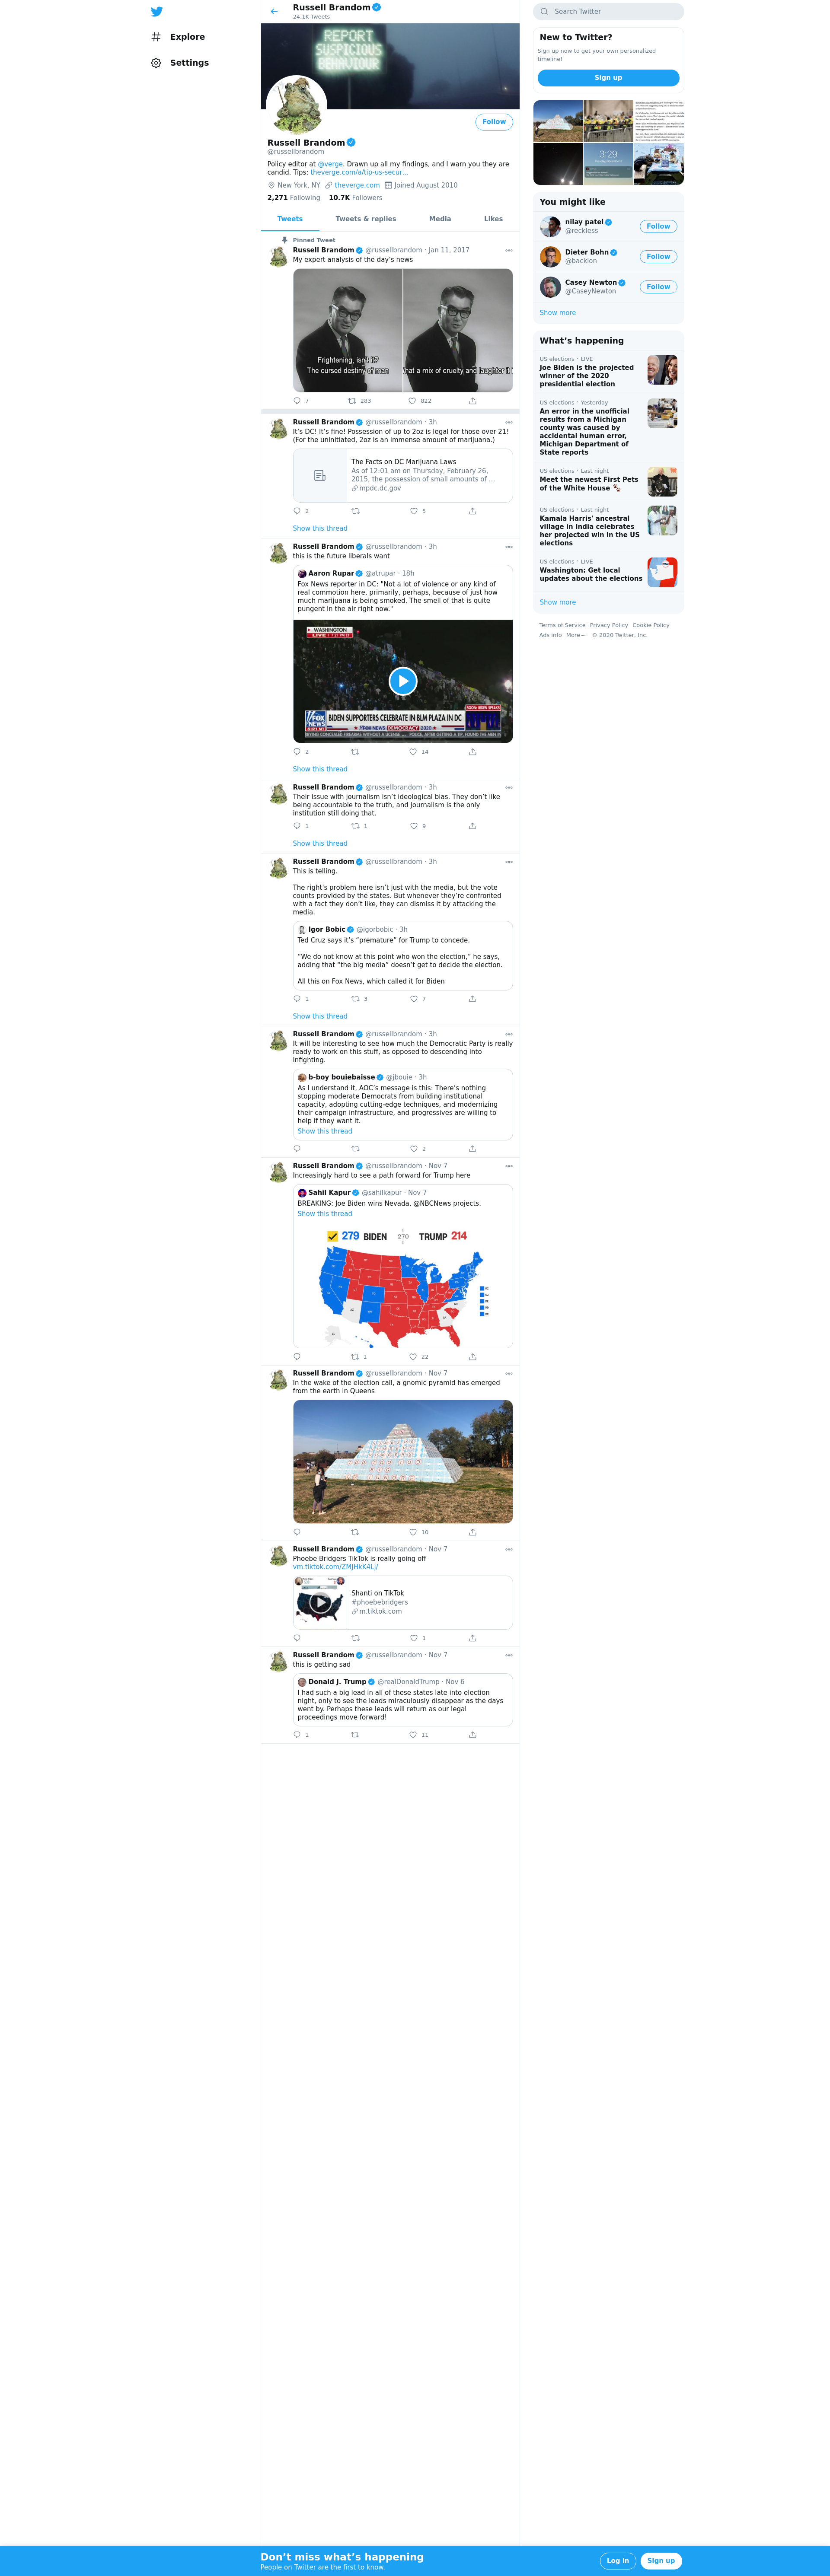 Explore
Settings
Russell Brandom
24.1K Tweets
REPORT
SUSPICIOUS
BEHAVIOUR
Follow
Russell Brandom
@russellbrandom
Policy editor at @verge. Drawn up all my findings, and I warn you they are
candid. Tips: theverge.com/a/tip-us-secur…
New York, NY theverge.com Joined August 2010
2,271 Following 10.7K Followers
Tweets Tweets & replies Media Likes
Pinned Tweet
Russell Brandom @russellbrandom · Jan 11, 2017
My expert analysis of the day’s news
Frightening, isn't it?
The cursed destiny of man
that a mix of cruelty and laughter it i
7 283 822
Russell Brandom @russellbrandom · 3h
It’s DC! It’s fine! Possession of up to 2oz is legal for those over 21!
(For the uninitiated, 2oz is an immense amount of marijuana.)
The Facts on DC Marijuana Laws
As of 12:01 am on Thursday, February 26,
2015, the possession of small amounts of …
mpdc.dc.gov
2 5
Show this thread
Russell Brandom @russellbrandom · 3h
this is the future liberals want
Aaron Rupar @atrupar · 18h
Fox News reporter in DC: "Not a lot of violence or any kind of
real commotion here, primarily, perhaps, because of just how
much marijuana is being smoked. The smell of that is quite
pungent in the air right now."
WASHINGTON
LIVE
SOON: BIDEN SPEAKS
BIDEN SUPPORTERS CELEBRATE IN BLM PLAZA IN DC
FOX NEWS DEMOCRACY 2020
2 14
Show this thread
Russell Brandom @russellbrandom · 3h
Their issue with journalism isn’t ideological bias. They don’t like
being accountable to the truth, and journalism is the only
institution still doing that.
1 1 9
Show this thread
Russell Brandom @russellbrandom · 3h
This is telling.
The right's problem here isn’t just with the media, but the vote
counts provided by the states. But whenever they’re confronted
with a fact they don’t like, they can dismiss it by attacking the
media.
Igor Bobic @igorbobic · 3h
Ted Cruz says it’s “premature” for Trump to concede.
“We do not know at this point who won the election,” he says,
adding that “the big media” doesn’t get to decide the election.
All this on Fox News, which called it for Biden
1 3 7
Show this thread
Russell Brandom @russellbrandom · 3h
It will be interesting to see how much the Democratic Party is really
ready to work on this stuff, as opposed to descending into
infighting.
b-boy bouiebaisse @jbouie · 3h
As I understand it, AOC’s message is this: There’s nothing
stopping moderate Democrats from building institutional
capacity, adopting cutting-edge techniques, and modernizing
their campaign infrastructure, and progressives are willing to
help if they want it.
Show this thread
2
Russell Brandom @russellbrandom · Nov 7
Increasingly hard to see a path forward for Trump here
Sahil Kapur @sahilkapur · Nov 7
BREAKING: Joe Biden wins Nevada, @NBCNews projects.
Show this thread
279 BIDEN 270 TRUMP 214
1 22
Russell Brandom @russellbrandom · Nov 7
In the wake of the election call, a gnomic pyramid has emerged
from the earth in Queens
10
Russell Brandom @russellbrandom · Nov 7
Phoebe Bridgers TikTok is really going off
vm.tiktok.com/ZMJHkK4Lj/
Shanti on TikTok
#phoebebridgers
m.tiktok.com
1
Russell Brandom @russellbrandom · Nov 7
this is getting sad
Donald J. Trump @realDonaldTrump · Nov 6
I had such a big lead in all of these states late into election
night, only to see the leads miraculously disappear as the days
went by. Perhaps these leads will return as our legal
proceedings move forward!
1 11
Search Twitter
New to Twitter?
Sign up now to get your own personalized
timeline!
Sign up
3:29
You might like
nilay patel
@reckless
Follow
Dieter Bohn
@backlon
Follow
Casey Newton
@CaseyNewton
Follow
Show more
What’s happening
US elections · LIVE
Joe Biden is the projected
winner of the 2020
presidential election
US elections · Yesterday
An error in the unofficial
results from a Michigan
county was caused by
accidental human error,
Michigan Department of
State reports
US elections · Last night
Meet the newest First Pets
of the White House 🐾
US elections · Last night
Kamala Harris' ancestral
village in India celebrates
her projected win in the US
elections
US elections · LIVE
Washington: Get local
updates about the elections
Show more
Terms of Service Privacy Policy Cookie Policy
Ads info More © 2020 Twitter, Inc.
Don’t miss what’s happening
People on Twitter are the first to know.
Log in Sign up